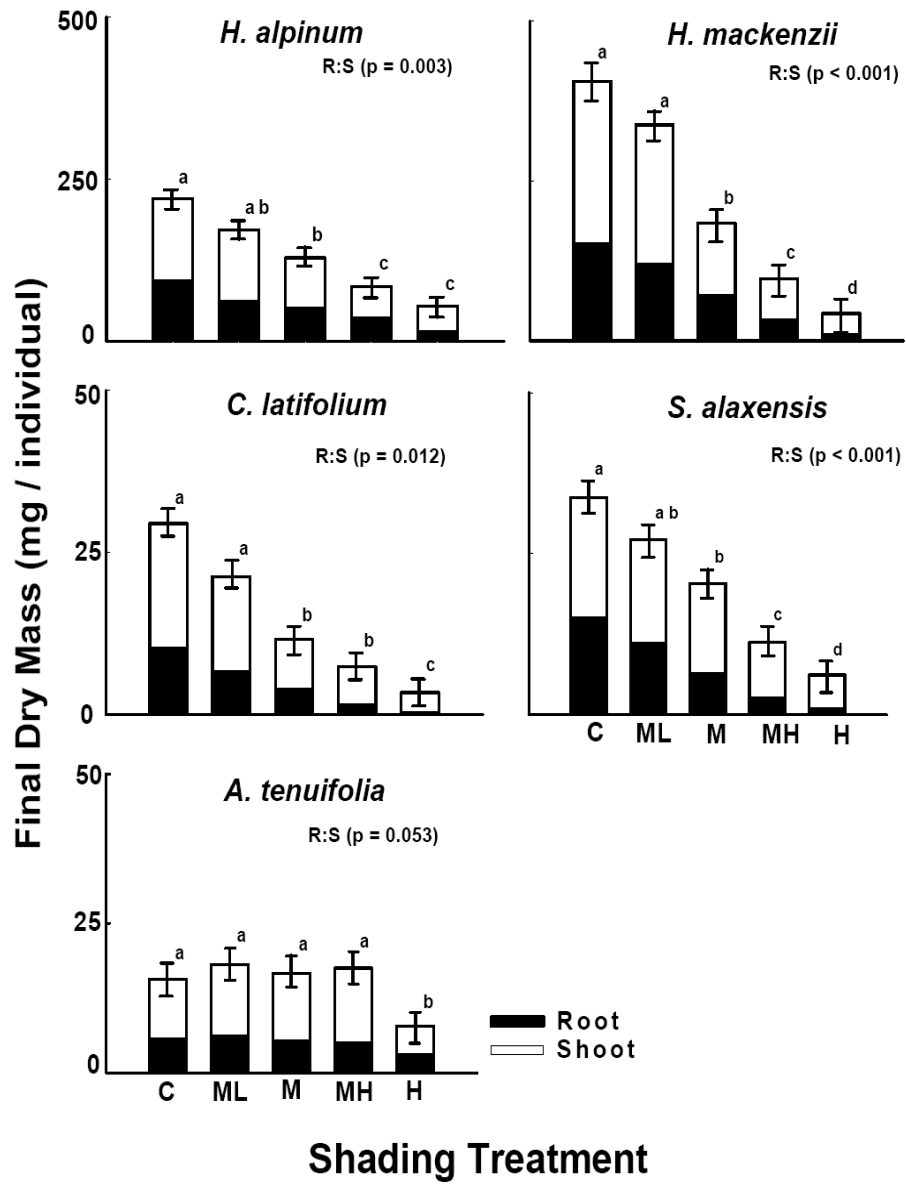 Final Dry Mass (mg / individual)
500
250
0
H. alpinum
R:S (p = 0.003)
a
a b
b
c
c
H. mackenzii
R:S (p < 0.001)
a
a
b
c
d
50
25
0
C. latifolium
R:S (p = 0.012)
a
a
b
b
c
S. alaxensis
R:S (p < 0.001)
a
a b
b
c
d
C ML M MH H
50
25
0
A. tenuifolia
R:S (p = 0.053)
a
a
a
a
b
C ML M MH H
Root
Shoot
Shading Treatment